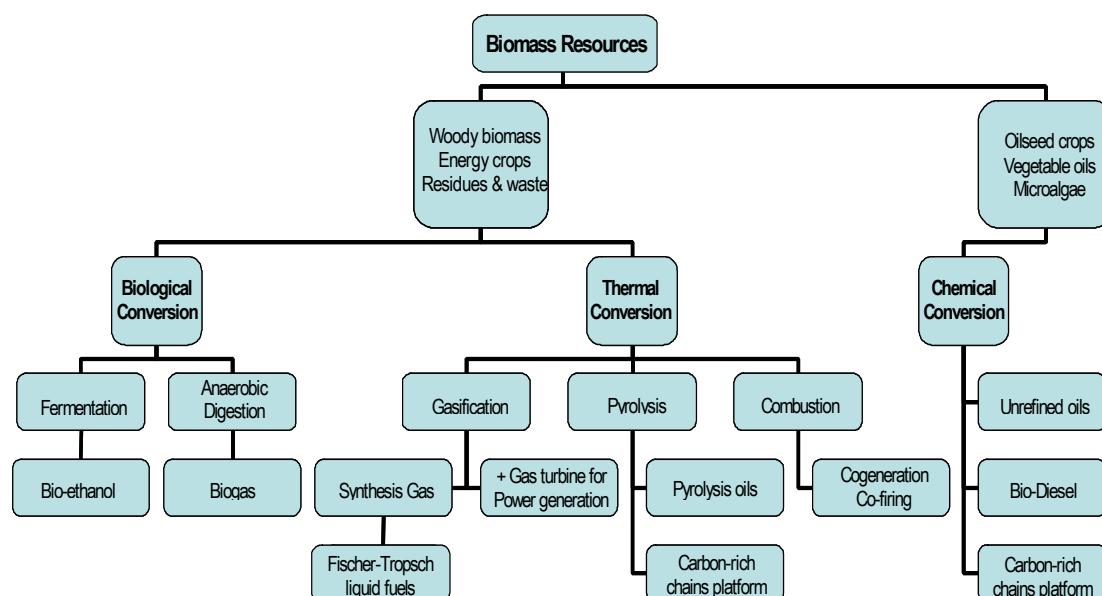 Biomass Resources
Woody biomass
Energy crops
Residues & waste
Oilseed crops
Vegetable oils
Microalgae
Biological
Conversion
Thermal
Conversion
Chemical
Conversion
Fermentation
Anaerobic
Digestion
Gasification
Pyrolysis
Combustion
Unrefined oils
Bio-ethanol
Biogas
Synthesis Gas
+ Gas turbine for
Power generation
Pyrolysis oils
Cogeneration
Co-firing
Bio-Diesel
Fischer-Tropsch
liquid fuels
Carbon-rich
chains platform
Carbon-rich
chains platform